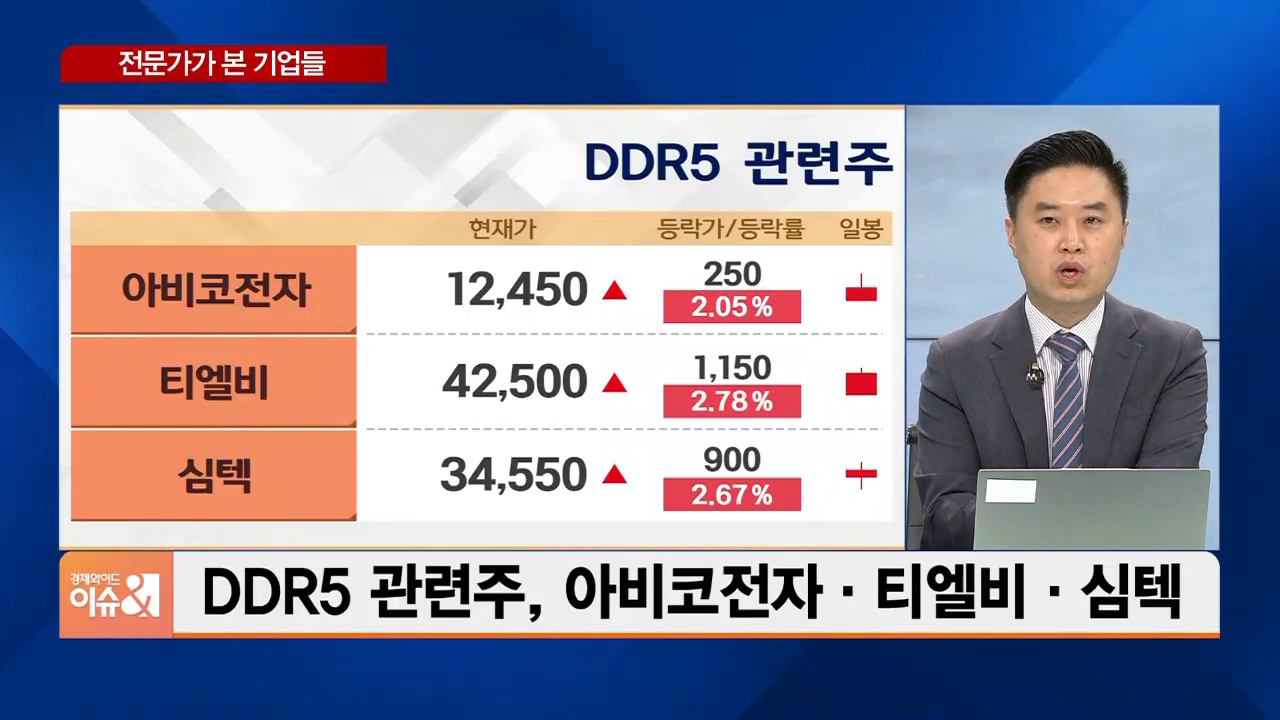 전문가가 본 기업들
DDR5 관련주
현재가 등락가/등락률 일봉
아비코전자 12,450 ▲ 250 2.05%
티엘비 42,500 ▲ 1,150 2.78%
심텍 34,550 ▲ 900 2.67%
경제와이드
이슈&
DDR5 관련주, 아비코전자 · 티엘비 · 심텍